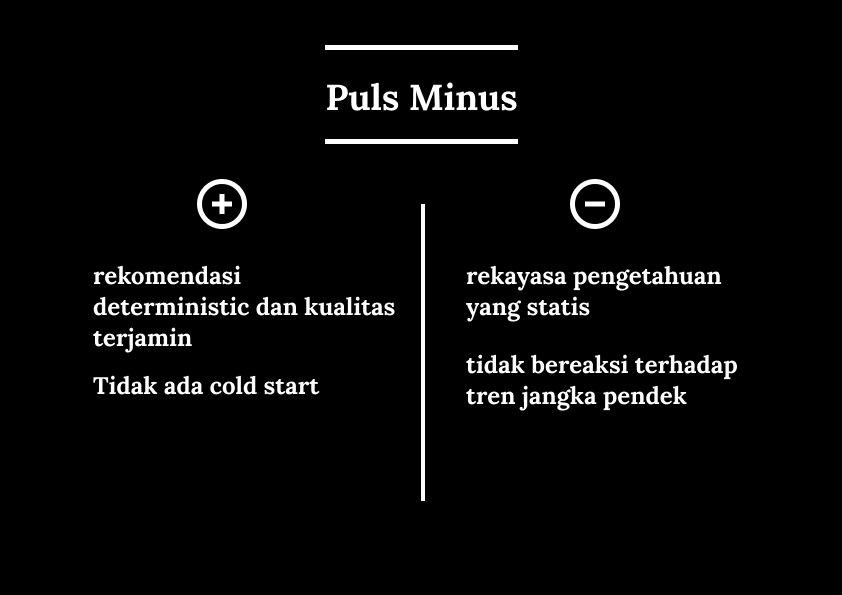 Puls Minus
rekomendasi
deterministic dan kualitas
terjamin
Tidak ada cold start
rekayasa pengetahuan
yang statis
tidak bereaksi terhadap
tren jangka pendek